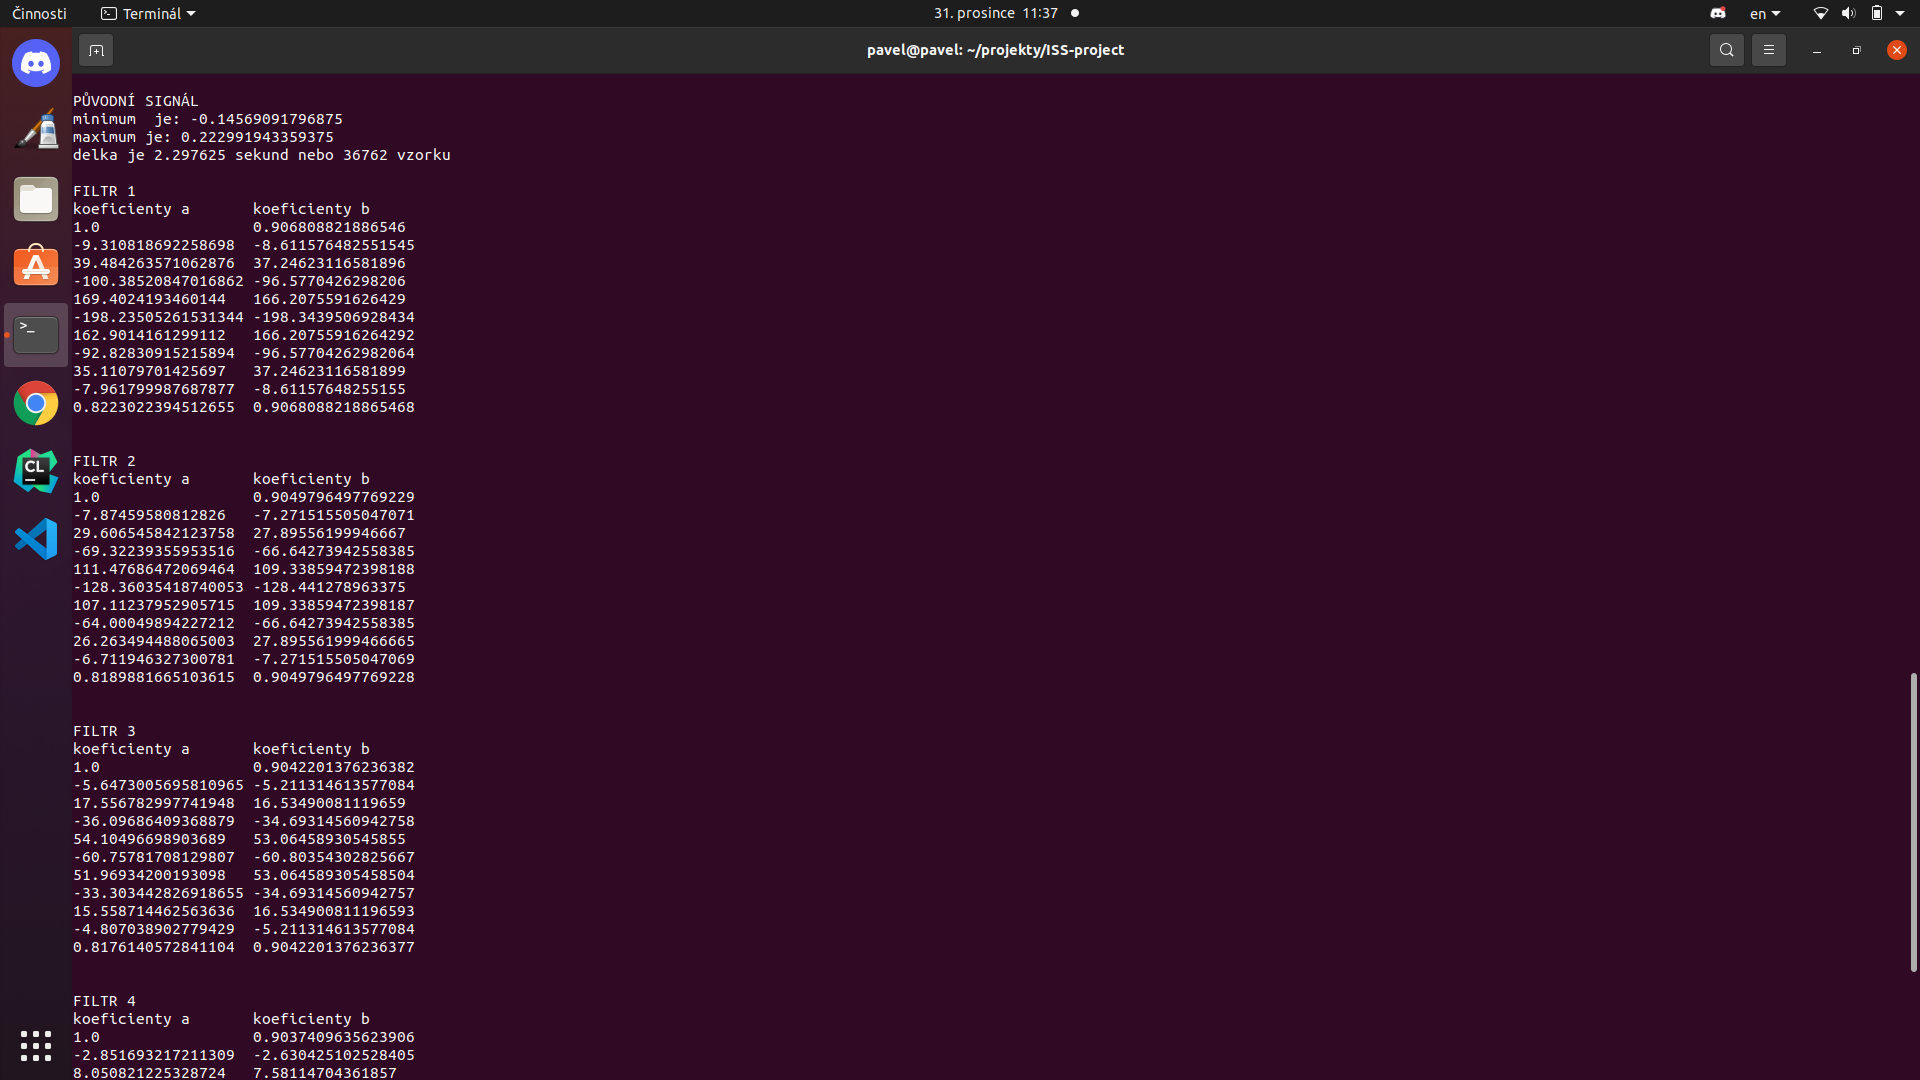 Činnosti
Terminál
31. prosince 11:37
en
pavel@pavel: ~/projekty/ISS-project
PŮVODNÍ SIGNÁL
minimum  je: -0.14569091796875
maximum je: 0.222991943359375
delka je 2.297625 sekund nebo 36762 vzorku
FILTR 1
koeficienty a       koeficienty b
1.0                 0.906808821886546
-9.310818692258698  -8.611576482551545
39.484263571062876  37.24623116581896
-100.38520847016862 -96.5770426298206
169.4024193460144   166.2075591626429
-198.23505261531344 -198.3439506928434
162.9014161299112   166.20755916264292
-92.82830915215894  -96.57704262982064
35.11079701425697   37.24623116581899
-7.961799987687877  -8.61157648255155
0.8223022394512655  0.9068088218865468
FILTR 2
koeficienty a       koeficienty b
1.0                 0.9049796497769229
-7.87459580812826   -7.271515505047071
29.606545842123758  27.89556199946667
-69.32239355953516  -66.64273942558385
111.47686472069464  109.33859472398188
-128.36035418740053 -128.441278963375
107.11237952905715  109.33859472398187
-64.00049894227212  -66.64273942558385
26.263494488065003  27.895561999466665
-6.711946327300781  -7.271515505047069
0.8189881665103615  0.9049796497769228
FILTR 3
koeficienty a       koeficienty b
1.0                 0.9042201376236382
-5.6473005695810965 -5.211314613577084
17.556782997741948  16.53490081119659
-36.09686409368879  -34.69314560942758
54.10496698903689   53.06458930545855
-60.75781708129807  -60.80354302825667
51.96934200193098   53.064589305458504
-33.303442826918655 -34.69314560942757
15.558714462563636  16.534900811196593
-4.807038902779429  -5.211314613577084
0.8176140572841104  0.9042201376236377
FILTR 4
koeficienty a       koeficienty b
1.0                 0.9037409635623906
-2.851693217211309  -2.630425102528405
8.050821225328724   7.58114704361857